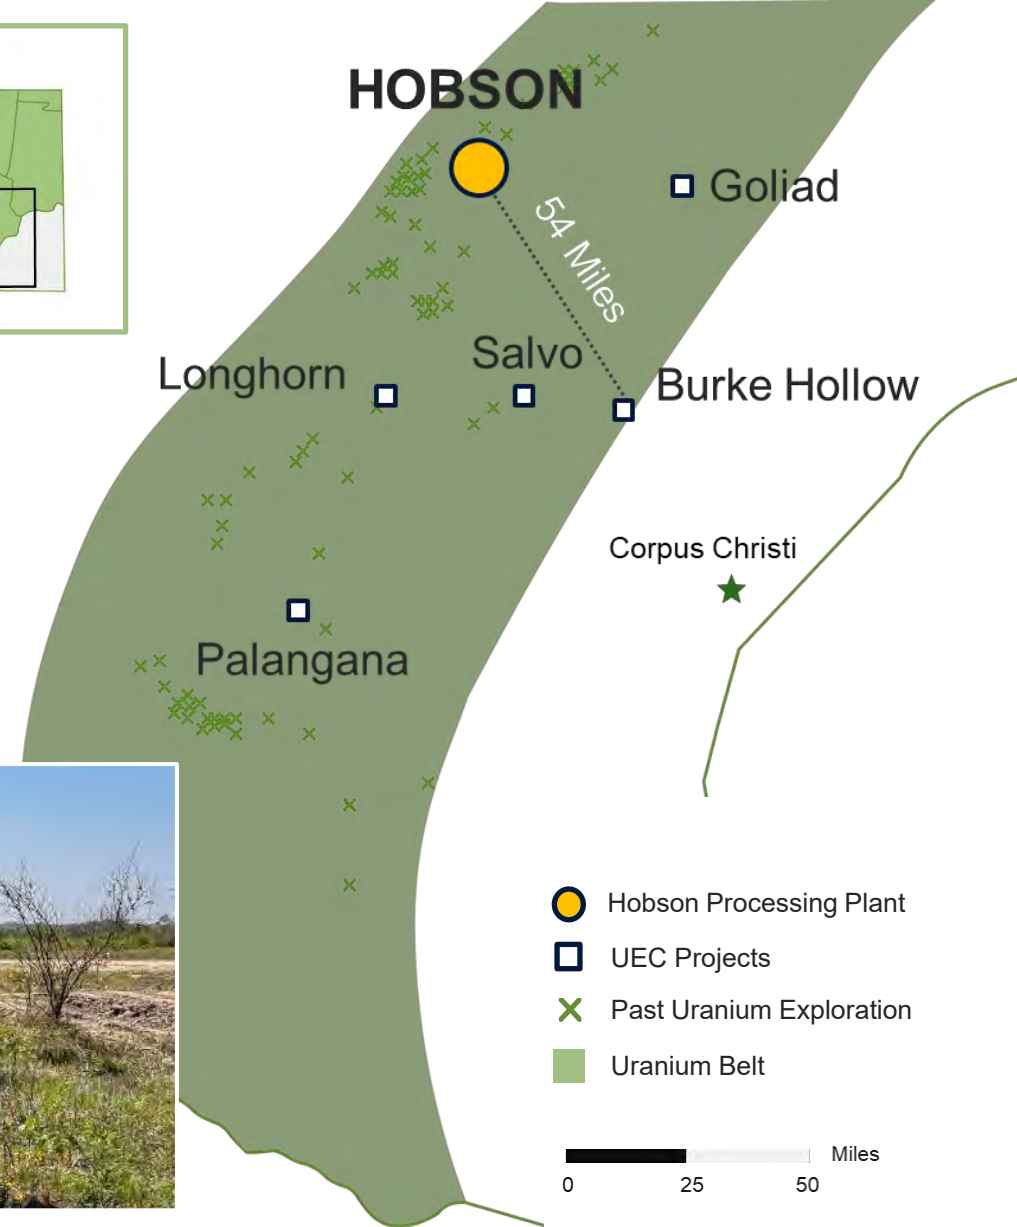 HOBSON
Goliad
54 Miles
Salvo
Longhorn
Burke Hollow
Corpus Christi
Palangana
Hobson Processing Plant
UEC Projects
Past Uranium Exploration
Uranium Belt
Miles
0 25 50